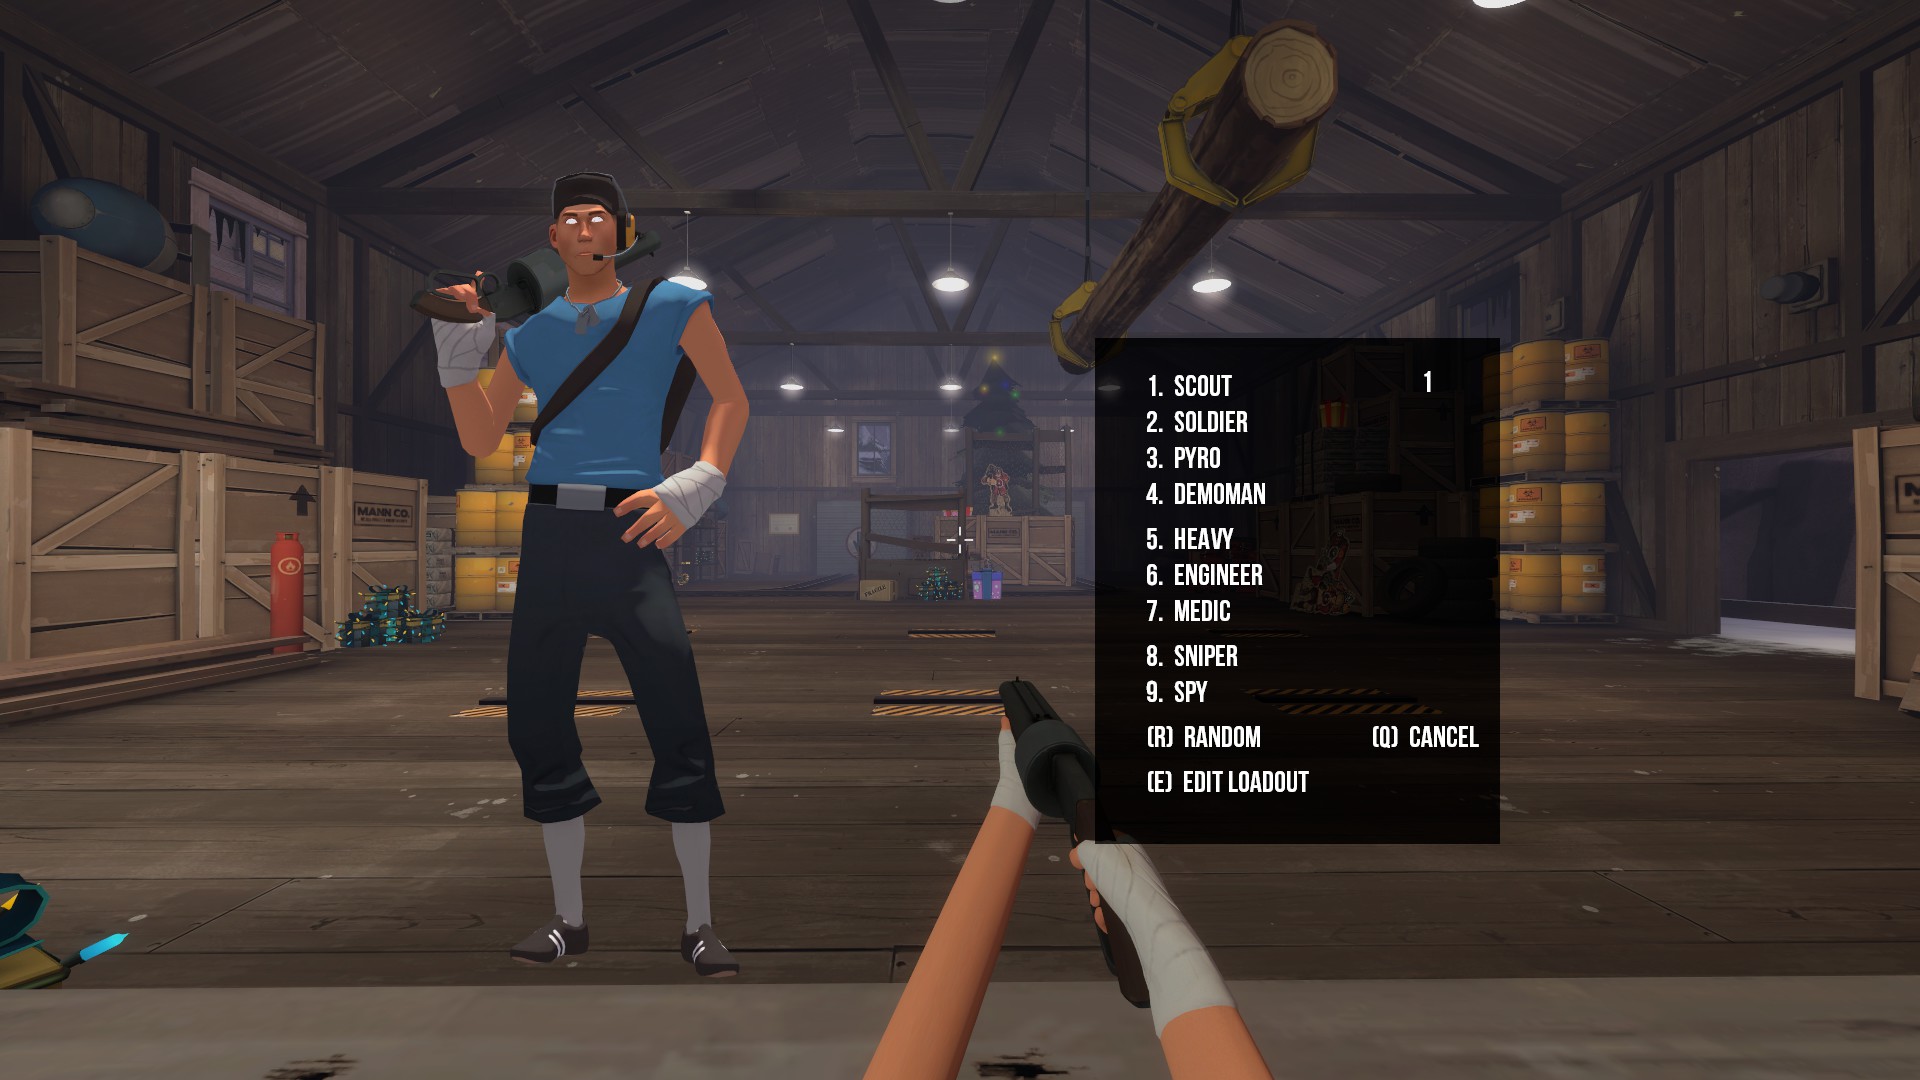 1. SCOUT 1
2. SOLDIER
3. PYRO
4. DEMOMAN
5. HEAVY
6. ENGINEER
7. MEDIC
8. SNIPER
9. SPY
(R) RANDOM (Q) CANCEL
(E) EDIT LOADOUT
MANN CO.
FRAGILE